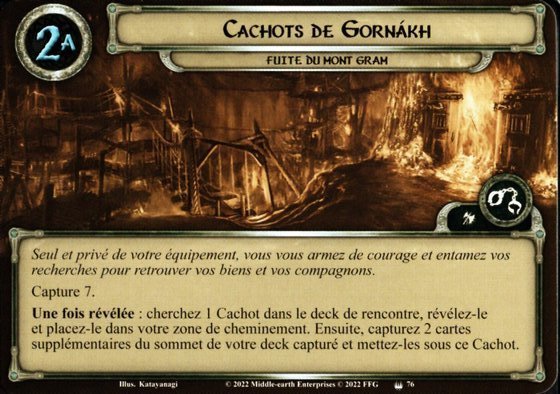 2A
CACHOTS DE GORNÁKH
FUITE DU MONT GRAM
Seul et privé de votre équipement, vous vous armez de courage et entamez vos
recherches pour retrouver vos biens et vos compagnons.
Capture 7.
Une fois révélée : cherchez 1 Cachot dans le deck de rencontre, révélez-le
et placez-le dans votre zone de cheminement. Ensuite, capturez 2 cartes
supplémentaires du sommet de votre deck capturé et mettez-les sous ce Cachot.
Illus. Katayanagi © 2022 Middle-earth Enterprises © 2022 FFG 76